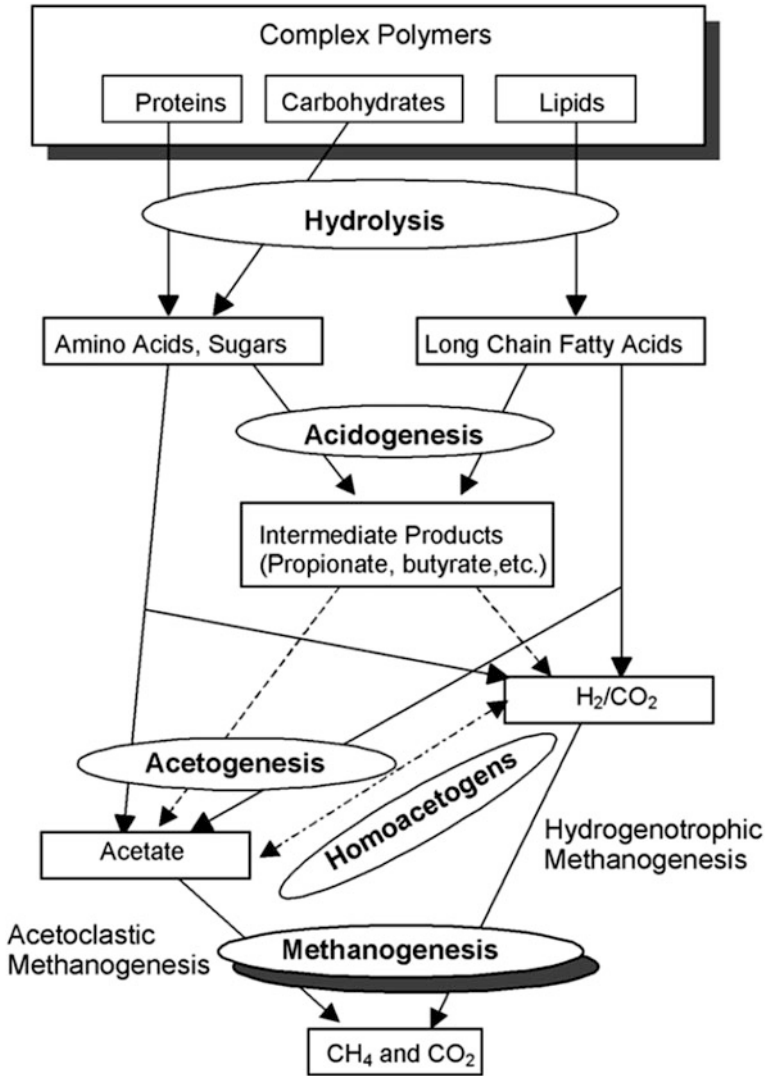 Complex Polymers
Proteins
Carbohydrates
Lipids
Hydrolysis
Amino Acids, Sugars
Long Chain Fatty Acids
Acidogenesis
Intermediate Products
(Propionate, butyrate,etc.)
H₂/CO₂
Acetogenesis
Homoacetogens
Acetate
Hydrogenotrophic
Methanogenesis
Acetoclastic
Methanogenesis
Methanogenesis
CH₄ and CO₂